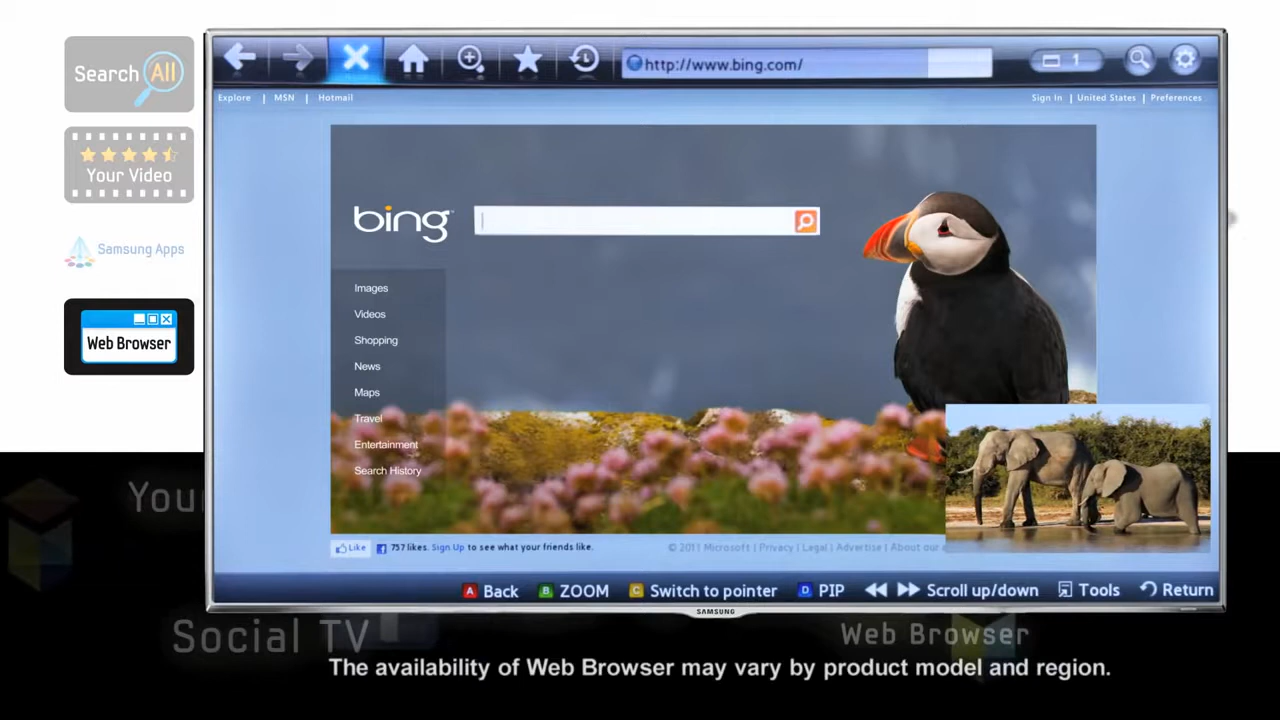 Search All
Your Video
Samsung Apps
Web Browser
http://www.bing.com/
1
Explore | MSN | Hotmail
Sign In | United States | Preferences
bing
Images
Videos
Shopping
News
Maps
Travel
Entertainment
Search History
Like
757 likes. Sign Up to see what your friends like.
© 2011 Microsoft | Privacy | Legal | Advertise | About our
A Back
B ZOOM
C Switch to pointer
D PIP
Scroll up/down
Tools
Return
SAMSUNG
You
Social TV
Web Browser
The availability of Web Browser may vary by product model and region.